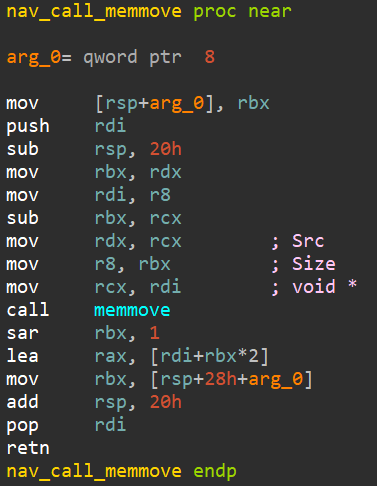 nav_call_memmove proc near
arg_0= qword ptr  8
mov     [rsp+arg_0], rbx
push    rdi
sub     rsp, 20h
mov     rbx, rdx
mov     rdi, r8
sub     rbx, rcx
mov     rdx, rcx        ; Src
mov     r8, rbx         ; Size
mov     rcx, rdi        ; void *
call    memmove
sar     rbx, 1
lea     rax, [rdi+rbx*2]
mov     rbx, [rsp+28h+arg_0]
add     rsp, 20h
pop     rdi
retn
nav_call_memmove endp